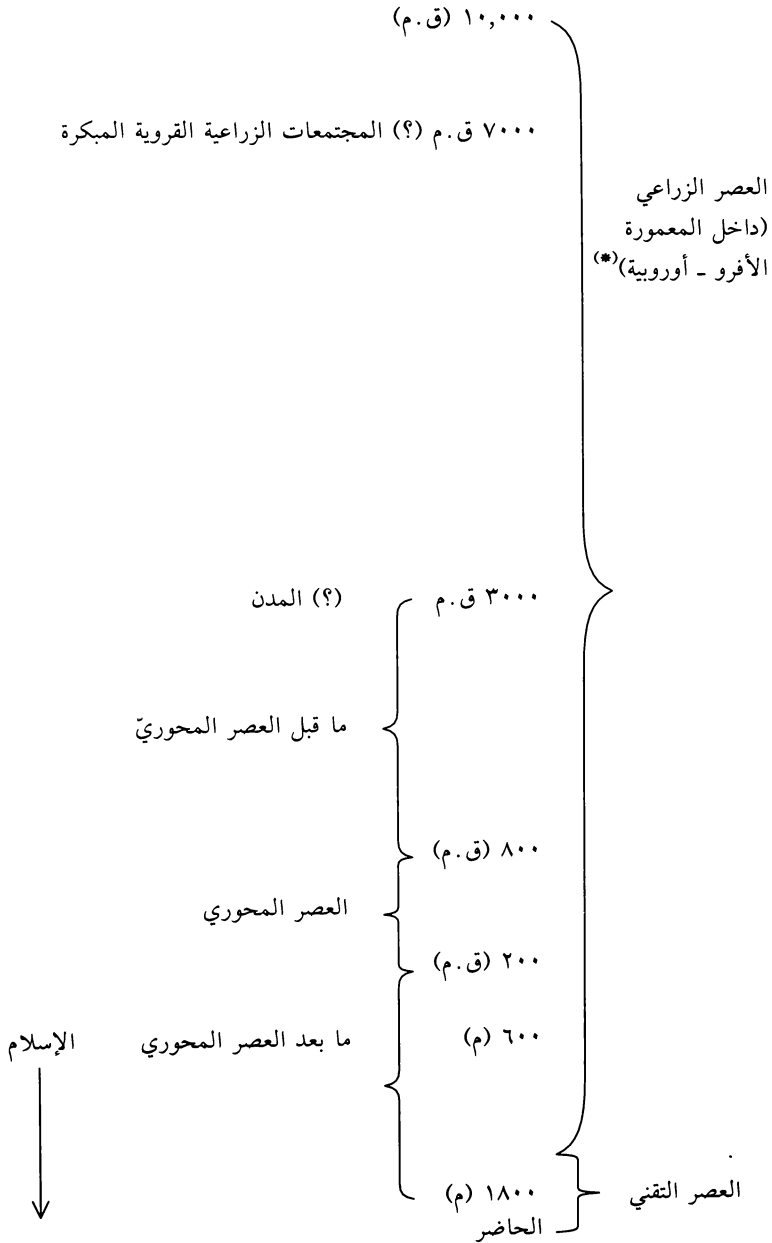 ١٠,٠٠٠ (ق.م)
٧٠٠٠ ق.م (؟) المجتمعات الزراعية القروية المبكرة
العصر الزراعي
(داخل المعمورة
الأفرو ـ أوروبية)(*)
٣٠٠٠ ق.م (؟) المدن
ما قبل العصر المحوريّ
٨٠٠ (ق.م)
العصر المحوري
٢٠٠ (ق.م)
٦٠٠ (م) ما بعد العصر المحوري الإسلام
العصر التقني ١٨٠٠ (م)
الحاضر